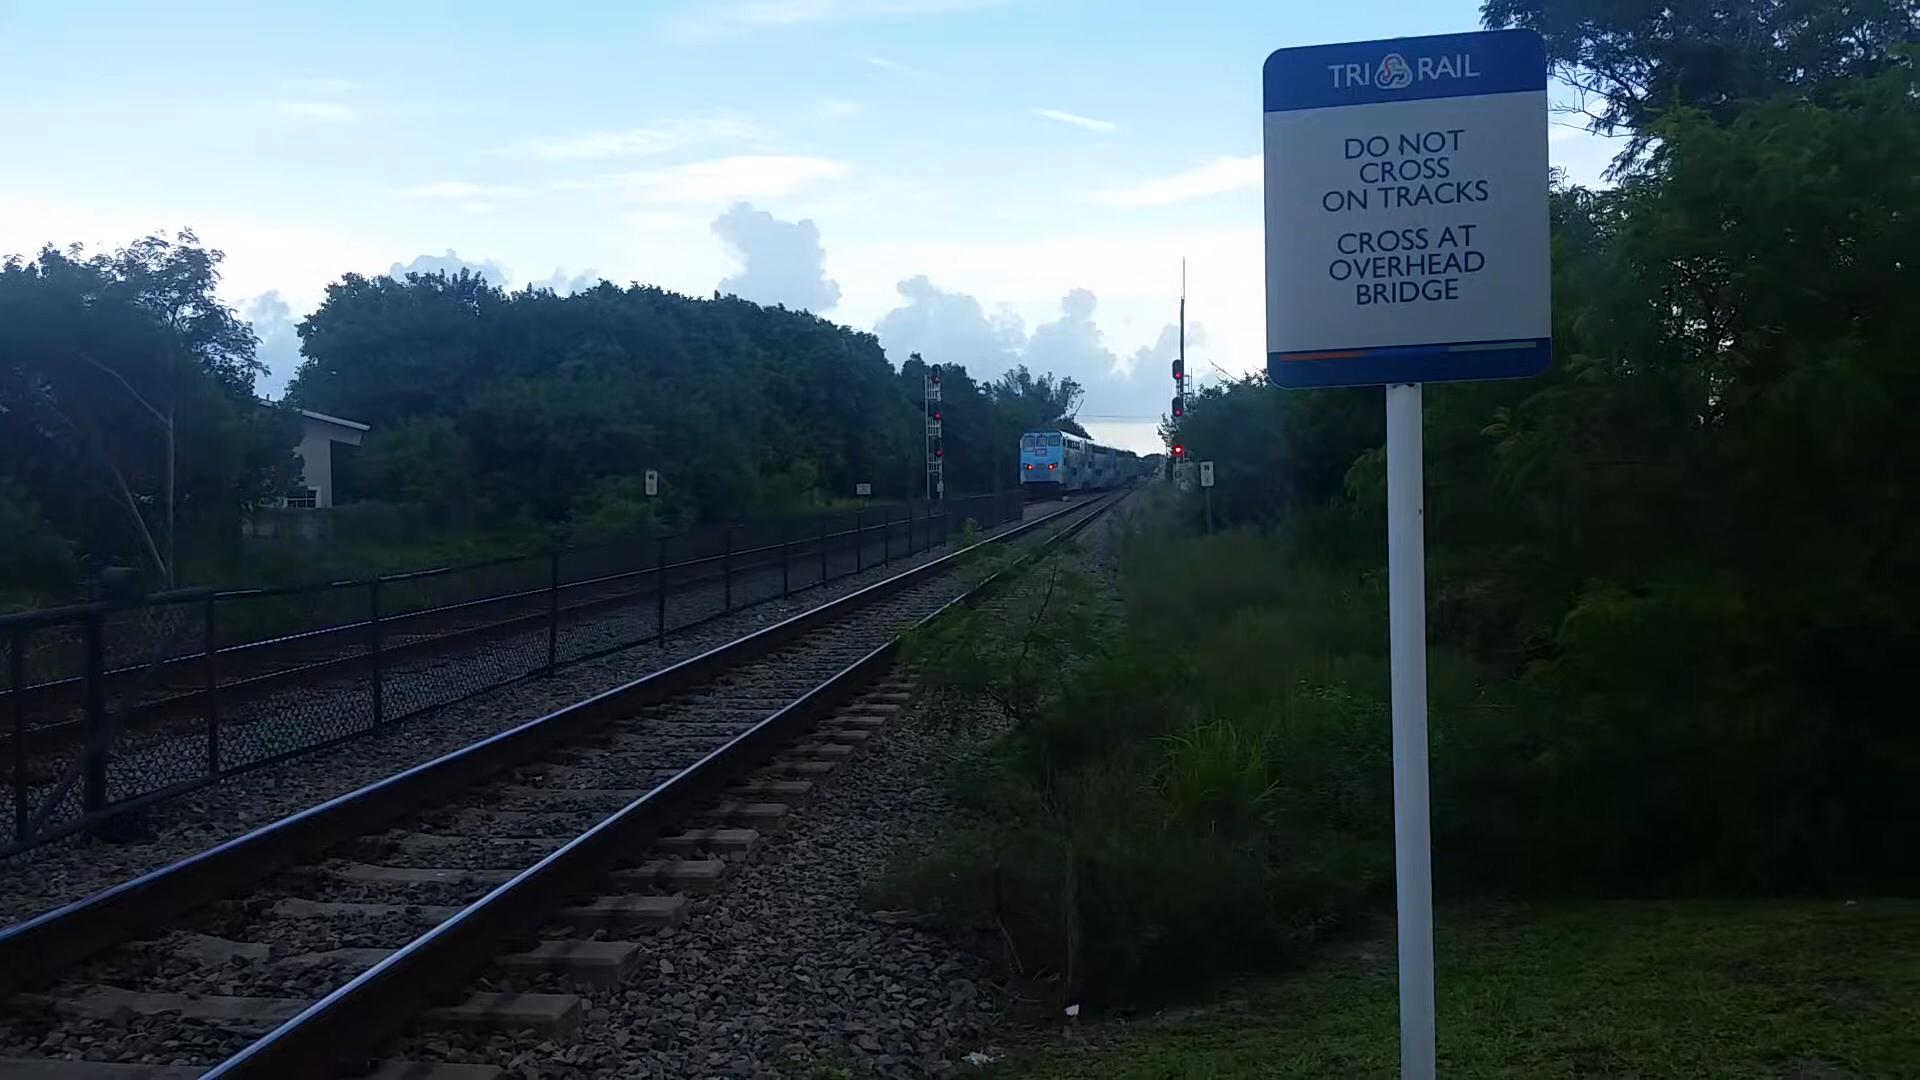 TRI RAIL
DO NOT
CROSS
ON TRACKS
CROSS AT
OVERHEAD
BRIDGE
W
W